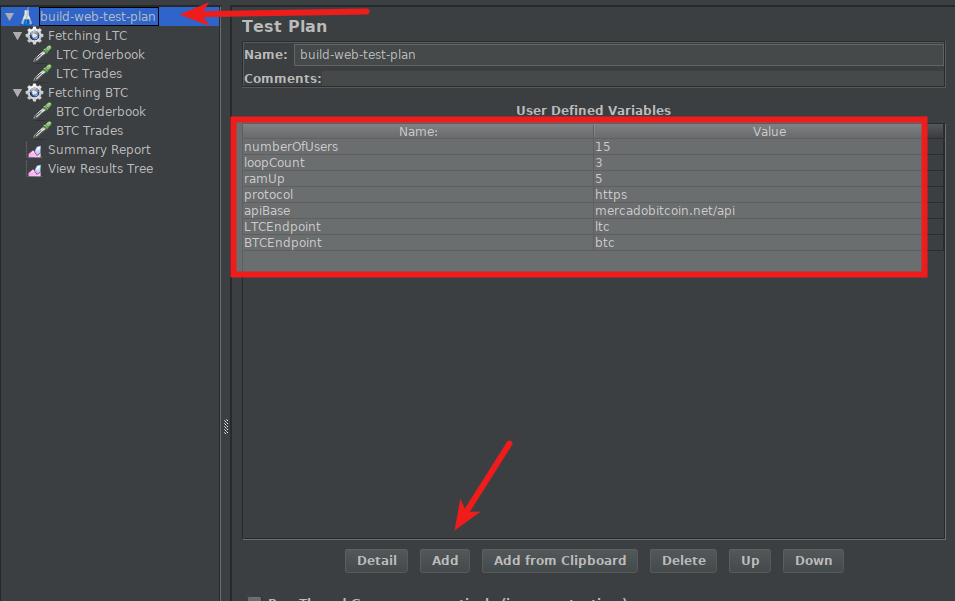 build-web-test-plan
Fetching LTC
LTC Orderbook
LTC Trades
Fetching BTC
BTC Orderbook
BTC Trades
Summary Report
View Results Tree
Test Plan
Name: build-web-test-plan
Comments:
User Defined Variables
Name: Value
numberOfUsers 15
loopCount 3
ramUp 5
protocol https
apiBase mercadobitcoin.net/api
LTCEndpoint ltc
BTCEndpoint btc
Detail Add Add from Clipboard Delete Up Down